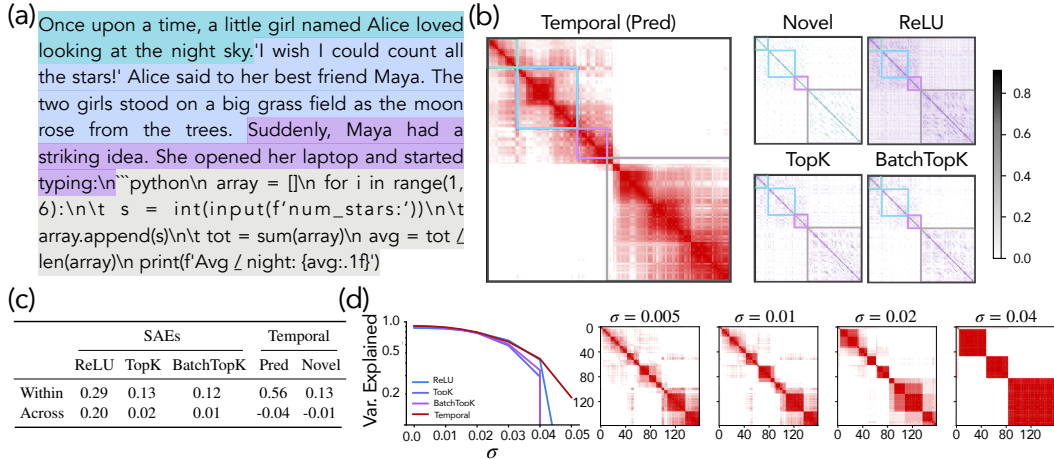 (a)
Once upon a time, a little girl named Alice loved
looking at the night sky.'I wish I could count all
the stars!' Alice said to her best friend Maya. The
two girls stood on a big grass field as the moon
rose from the trees. Suddenly, Maya had a
striking idea. She opened her laptop and started
typing:\n```python\n array = []\n for i in range(1,
6):\n\t s = int(input(f'num_stars:'))\n\t
array.append(s)\n\t tot = sum(array)\n avg = tot /
len(array)\n print(f'Avg / night: {avg:.1f}')
(b)
Temporal (Pred)
Novel
ReLU
TopK
BatchTopK
0.8
0.6
0.4
0.2
0.0
(c)
SAEs Temporal
ReLU TopK BatchTopK Pred Novel
Within 0.29 0.13 0.12 0.56 0.13
Across 0.20 0.02 0.01 -0.04 -0.01
(d)
Var. Explained
1.0
0.5
0.2
ReLU
TopK
BatchTopK
Temporal
0.0 0.01 0.02 0.03 0.04 0.05
σ
σ = 0.005
σ = 0.01
σ = 0.02
σ = 0.04
0
40
80
120
0 40 80 120
0 40 80 120
0 40 80 120
0 40 80 120